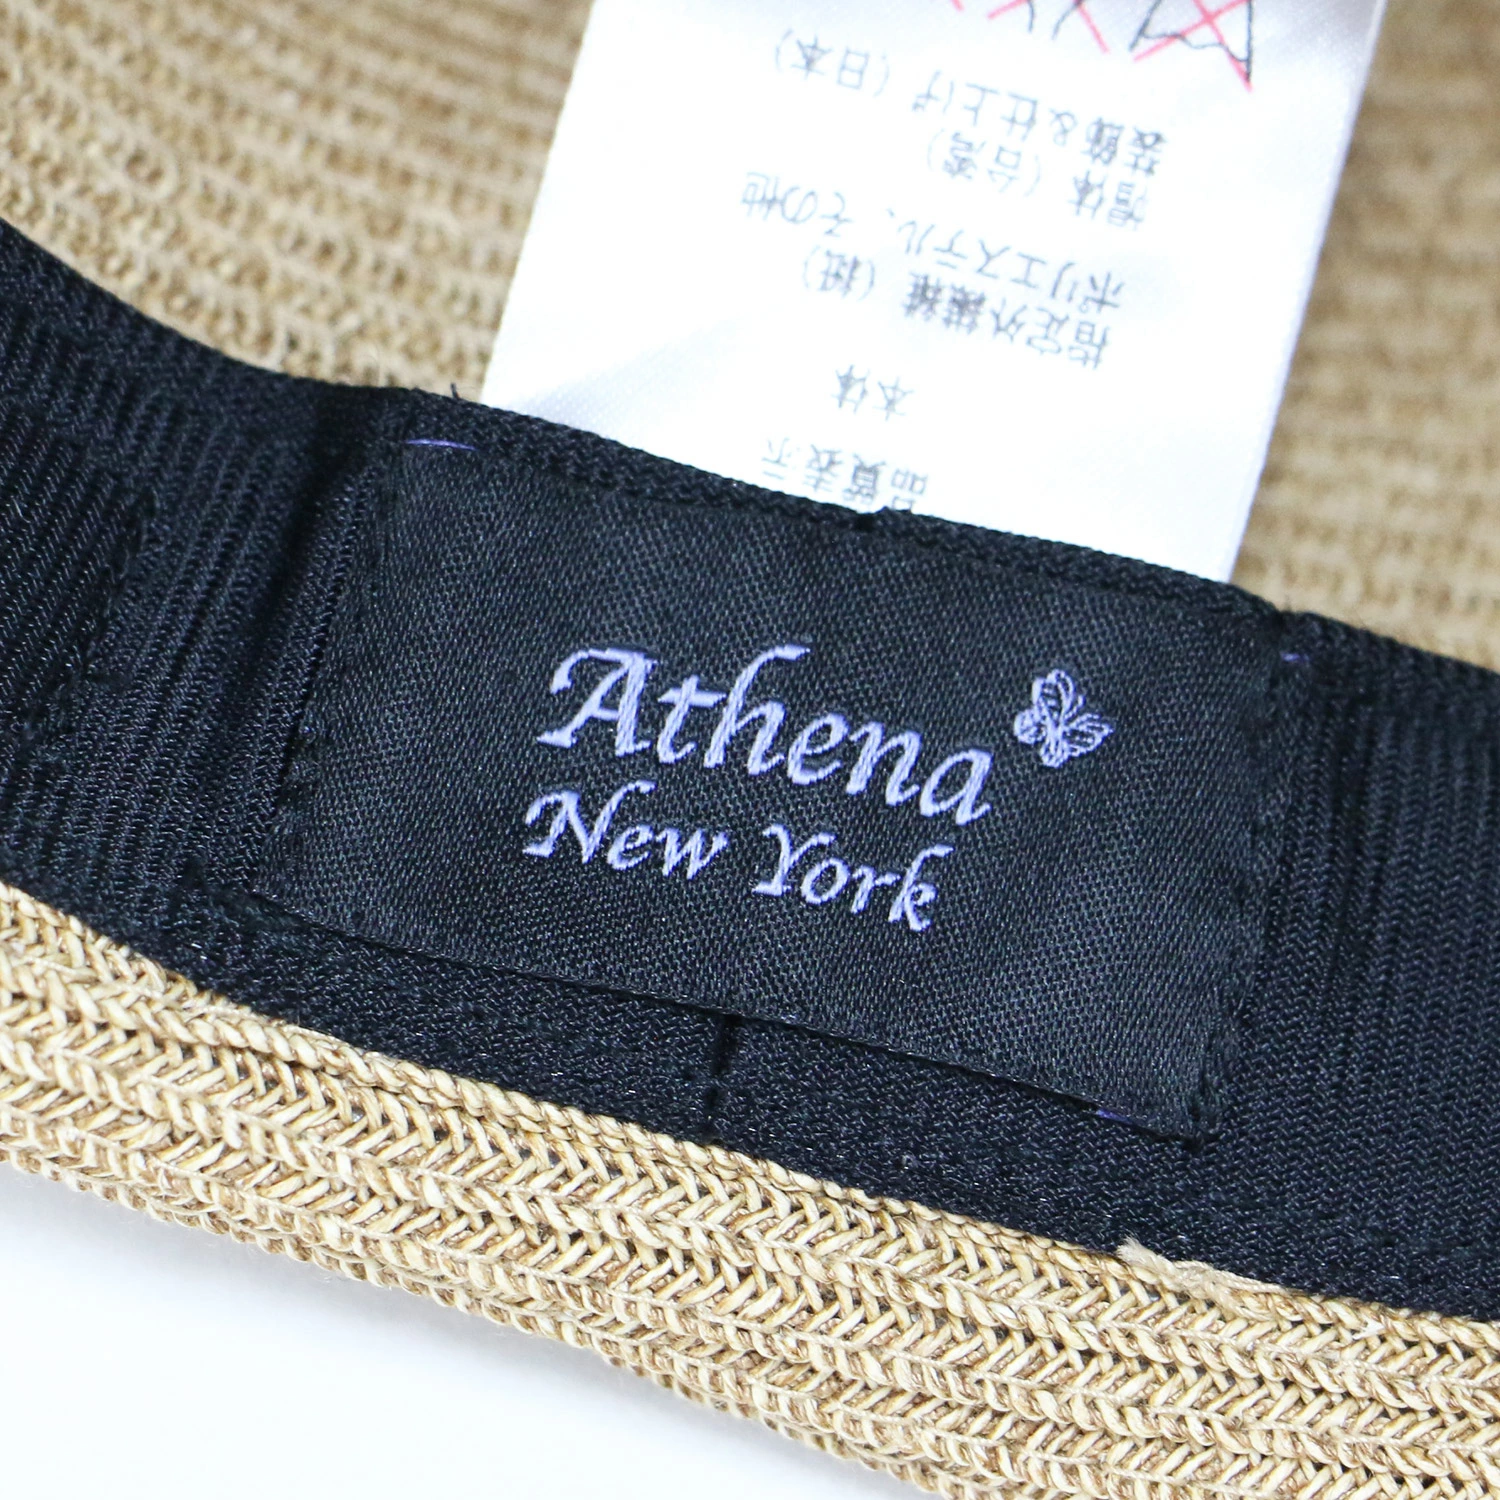 Athena
New York
品質表示
本体
指定外繊維（紙）
ポリエステル、その他
帽体（台湾）
装飾&仕上げ（日本）